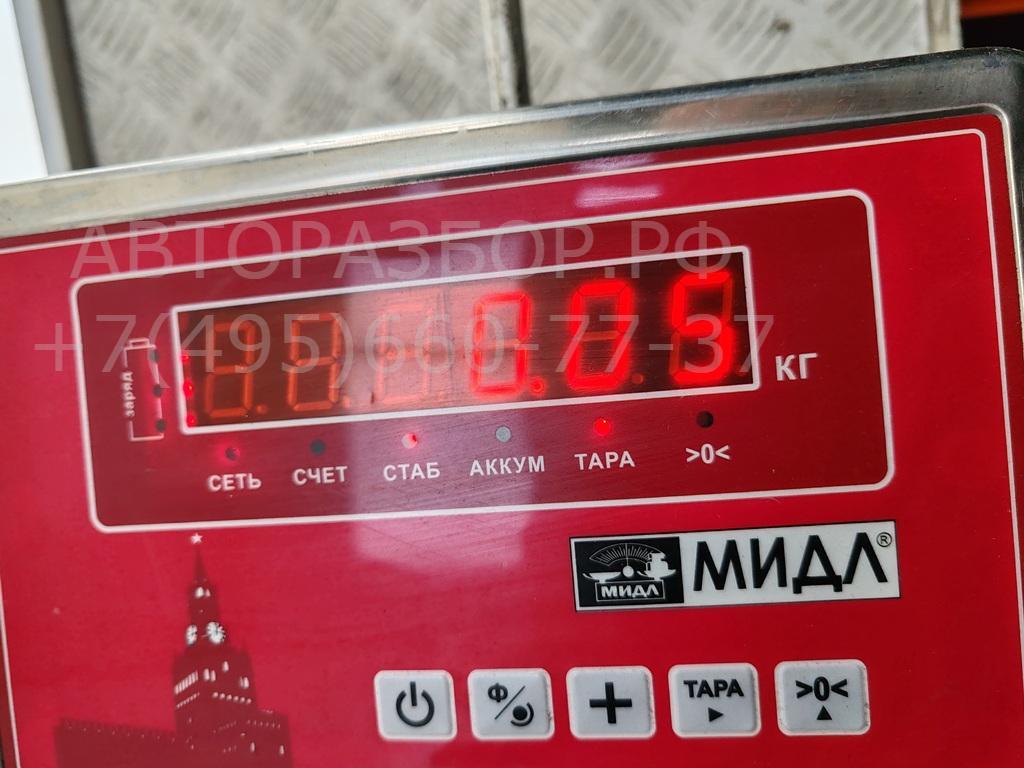 АВТОРАЗБОР.РФ
+7(495)660-77-37
0.05
КГ
заряд
СЕТЬ СЧЕТ СТАБ АККУМ ТАРА >0<
МИДЛ МИДЛ®
Ф ТАРА >0<